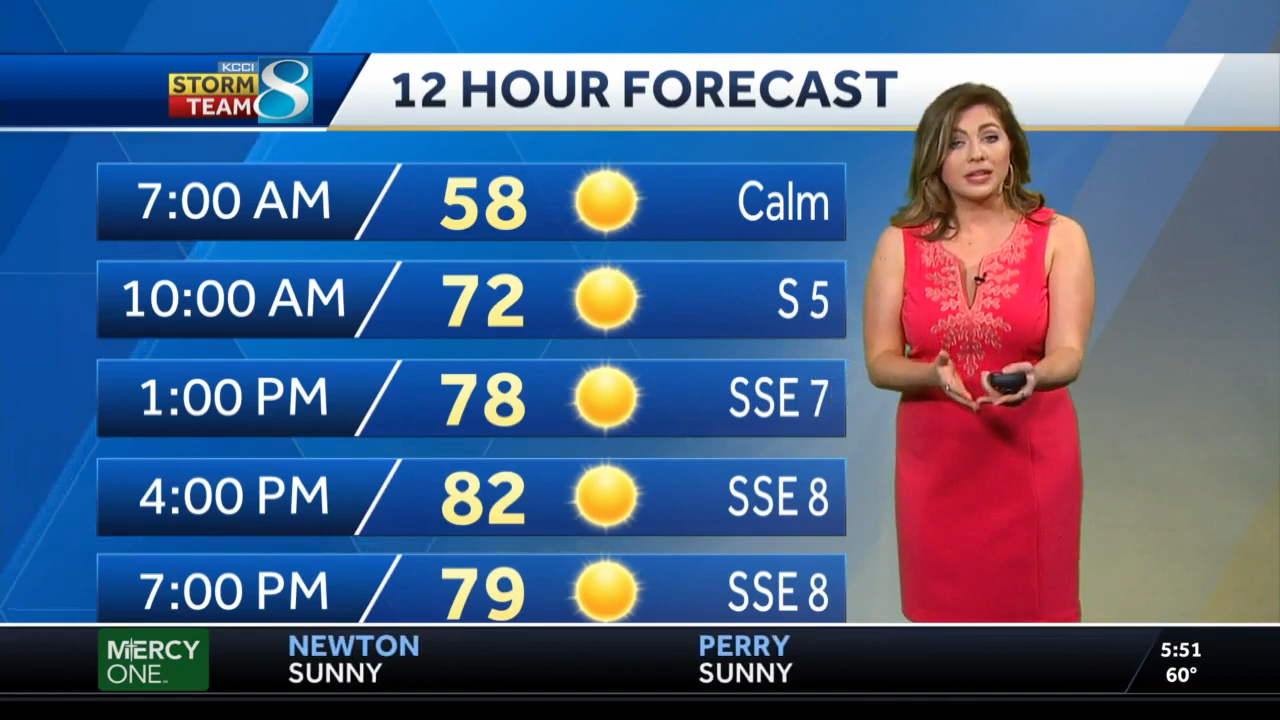 KCCI
STORM
TEAM 8
12 HOUR FORECAST
7:00 AM 58 Calm
10:00 AM 72 S 5
1:00 PM 78 SSE 7
4:00 PM 82 SSE 8
7:00 PM 79 SSE 8
MERCY
ONE
NEWTON
SUNNY
PERRY
SUNNY
5:51
60°